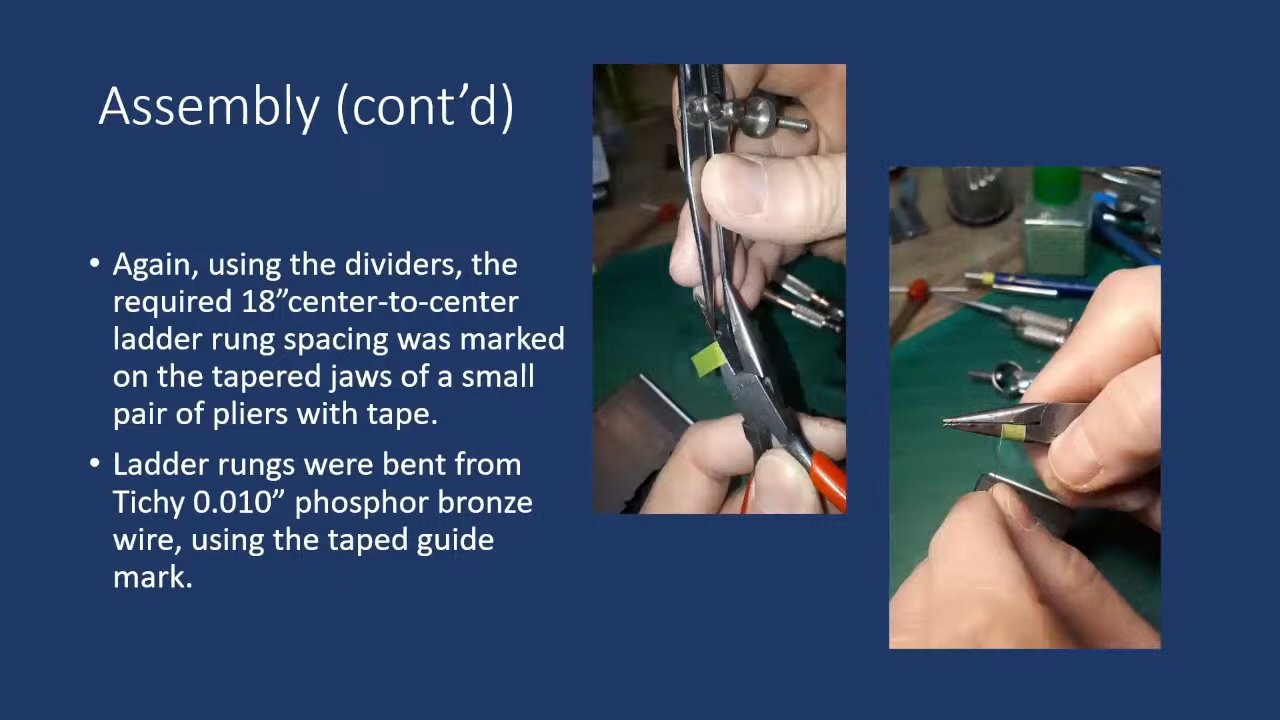 Assembly (cont’d)
• Again, using the dividers, the
required 18”center-to-center
ladder rung spacing was marked
on the tapered jaws of a small
pair of pliers with tape.
• Ladder rungs were bent from
Tichy 0.010” phosphor bronze
wire, using the taped guide
mark.